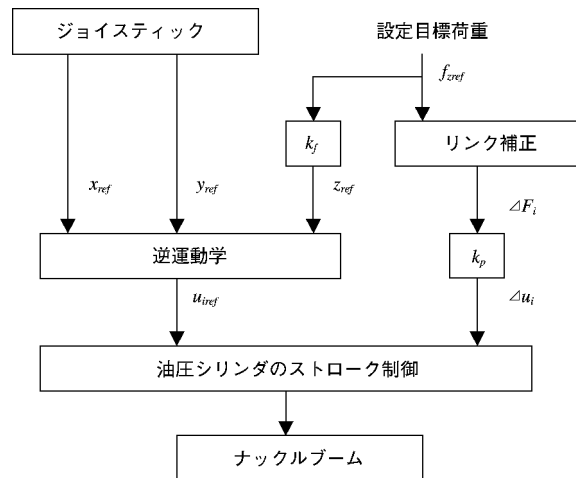 ジョイスティック
設定目標荷重
f_zref
k_f
リンク補正
x_ref
y_ref
z_ref
⊿F_i
逆運動学
k_p
u_iref
⊿u_i
油圧シリンダのストローク制御
ナックルブーム